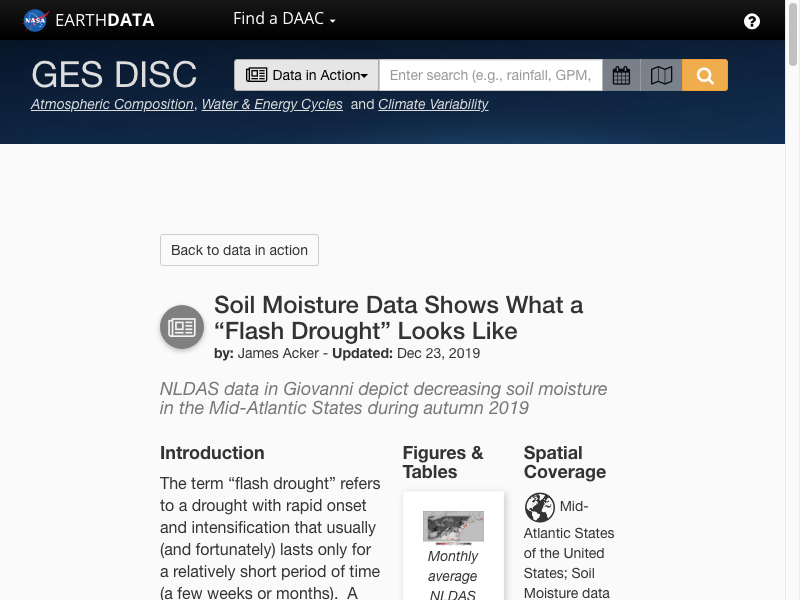 NASA EARTHDATA Find a DAAC
GES DISC
Data in Action Enter search (e.g., rainfall, GPM,
Atmospheric Composition, Water & Energy Cycles and Climate Variability
Back to data in action
Soil Moisture Data Shows What a
“Flash Drought” Looks Like
by: James Acker - Updated: Dec 23, 2019
NLDAS data in Giovanni depict decreasing soil moisture
in the Mid-Atlantic States during autumn 2019
Introduction
The term “flash drought” refers
to a drought with rapid onset
and intensification that usually
(and fortunately) lasts only for
a relatively short period of time
(a few weeks or months). A
Figures &
Tables
Monthly
average
NLDAS
Spatial
Coverage
Mid-
Atlantic States
of the United
States; Soil
Moisture data